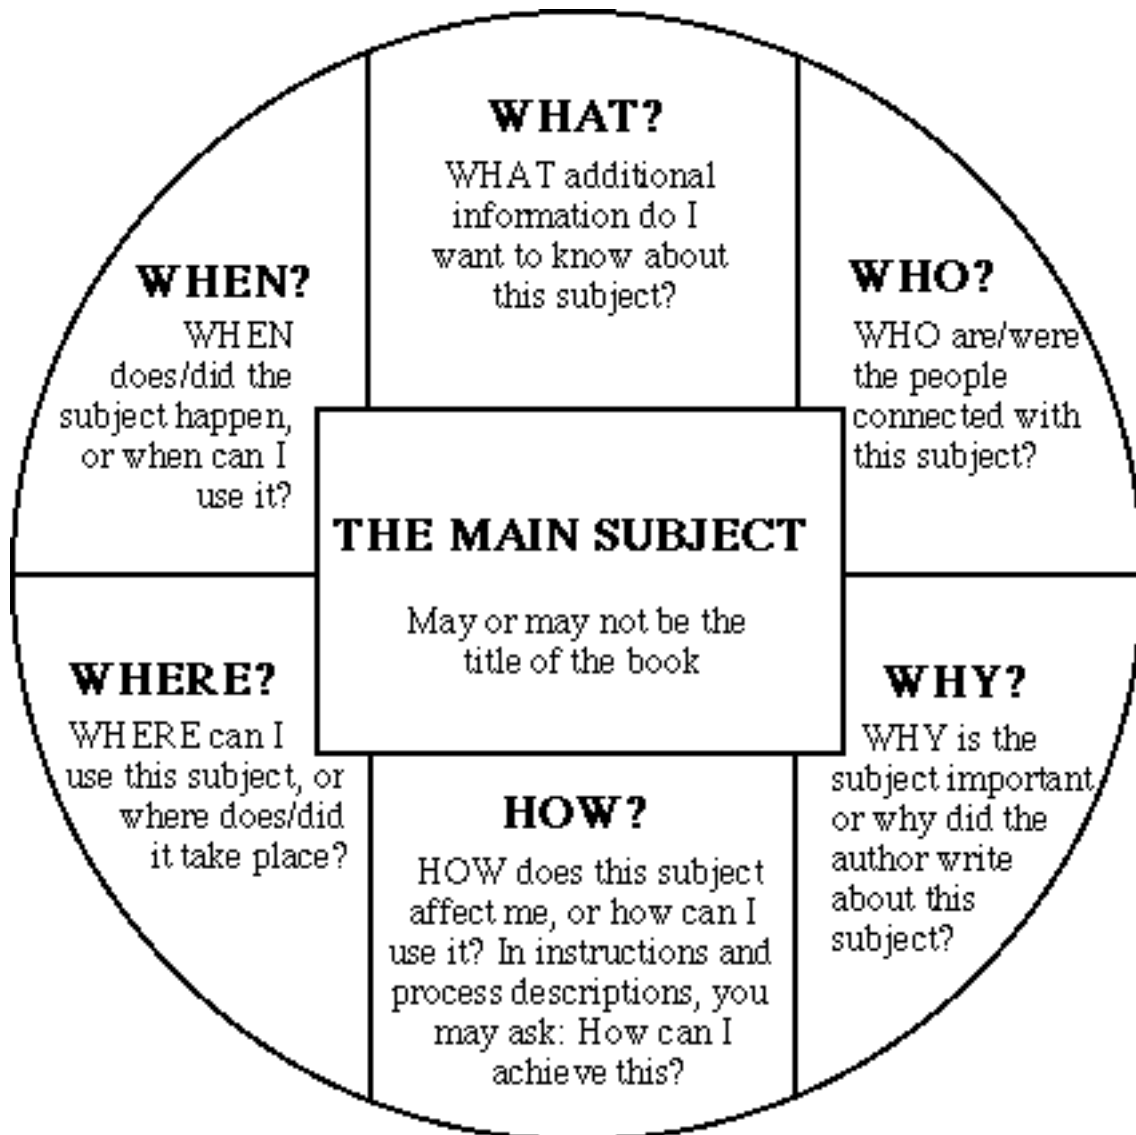 WHAT?
WHAT additional
information do I
want to know about
this subject?
WHEN?
WHEN
does/did the
subject happen,
or when can I
use it?
WHO?
WHO are/were
the people
connected with
this subject?
THE MAIN SUBJECT
May or may not be the
title of the book
WHERE?
WHERE can I
use this subject, or
where does/did
it take place?
HOW?
HOW does this subject
affect me, or how can I
use it? In instructions and
process descriptions, you
may ask: How can I
achieve this?
WHY?
WHY is the
subject important
or why did the
author write
about this
subject?